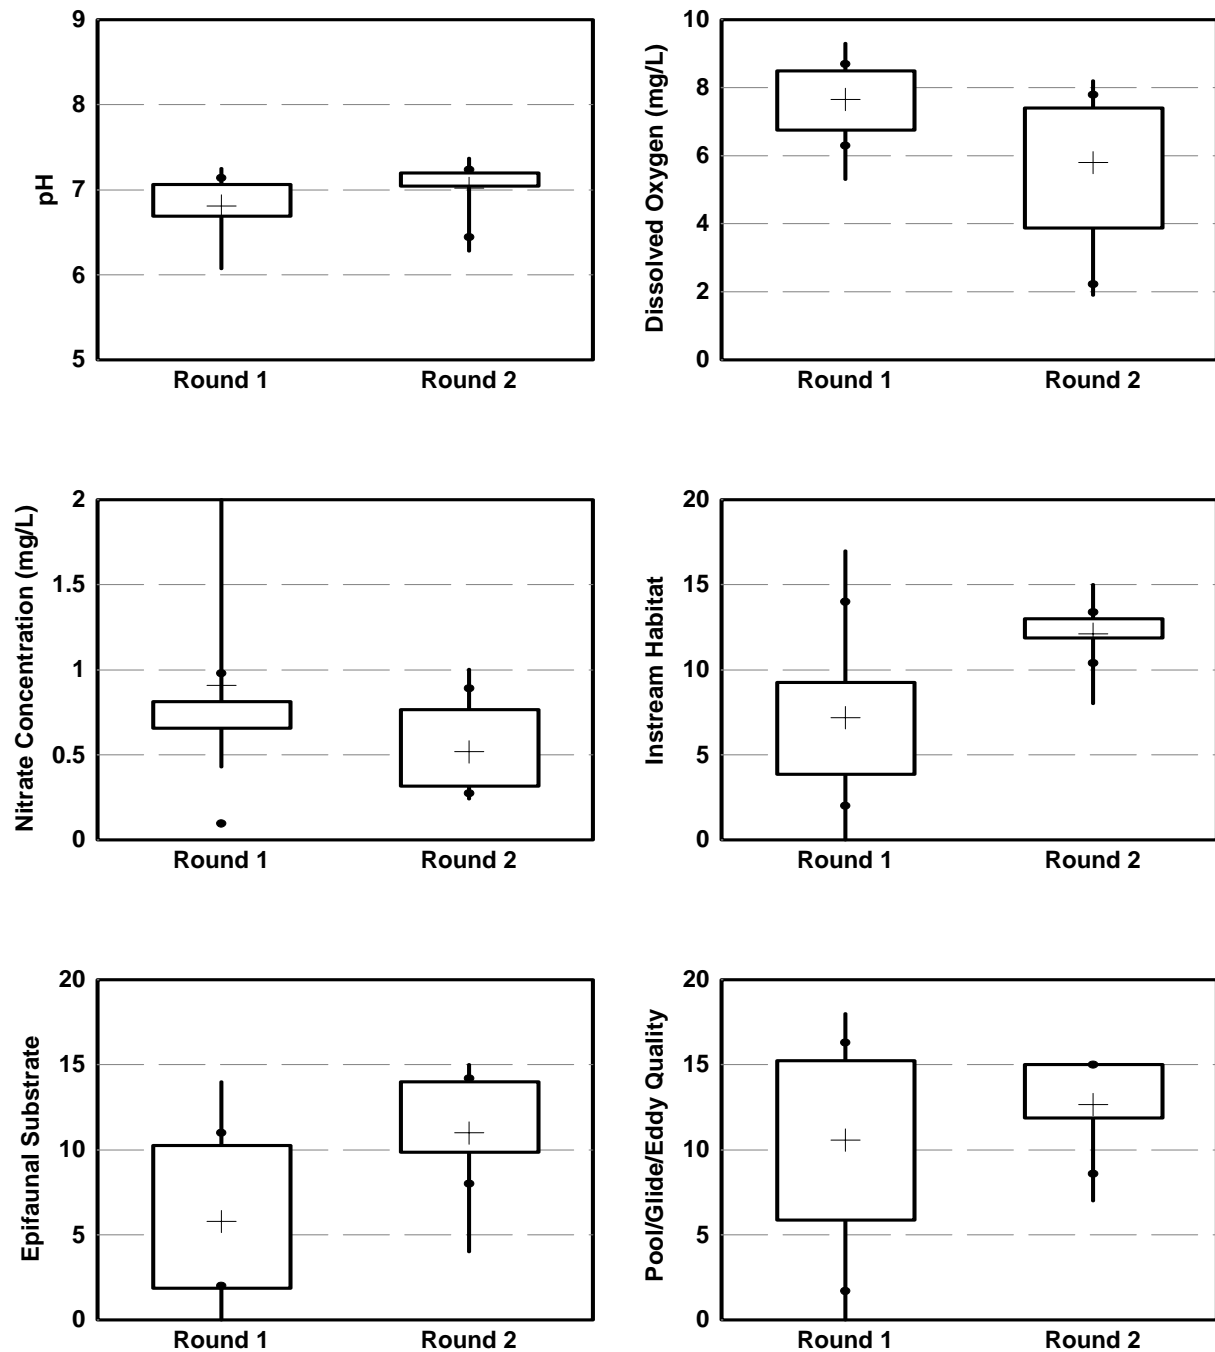 pH
9
8
7
6
5
Round 1 Round 2
Dissolved Oxygen (mg/L)
10
8
6
4
2
0
Round 1 Round 2
Nitrate Concentration (mg/L)
2
1.5
1
0.5
0
Round 1 Round 2
Instream Habitat
20
15
10
5
0
Round 1 Round 2
Epifaunal Substrate
20
15
10
5
0
Round 1 Round 2
Pool/Glide/Eddy Quality
20
15
10
5
0
Round 1 Round 2